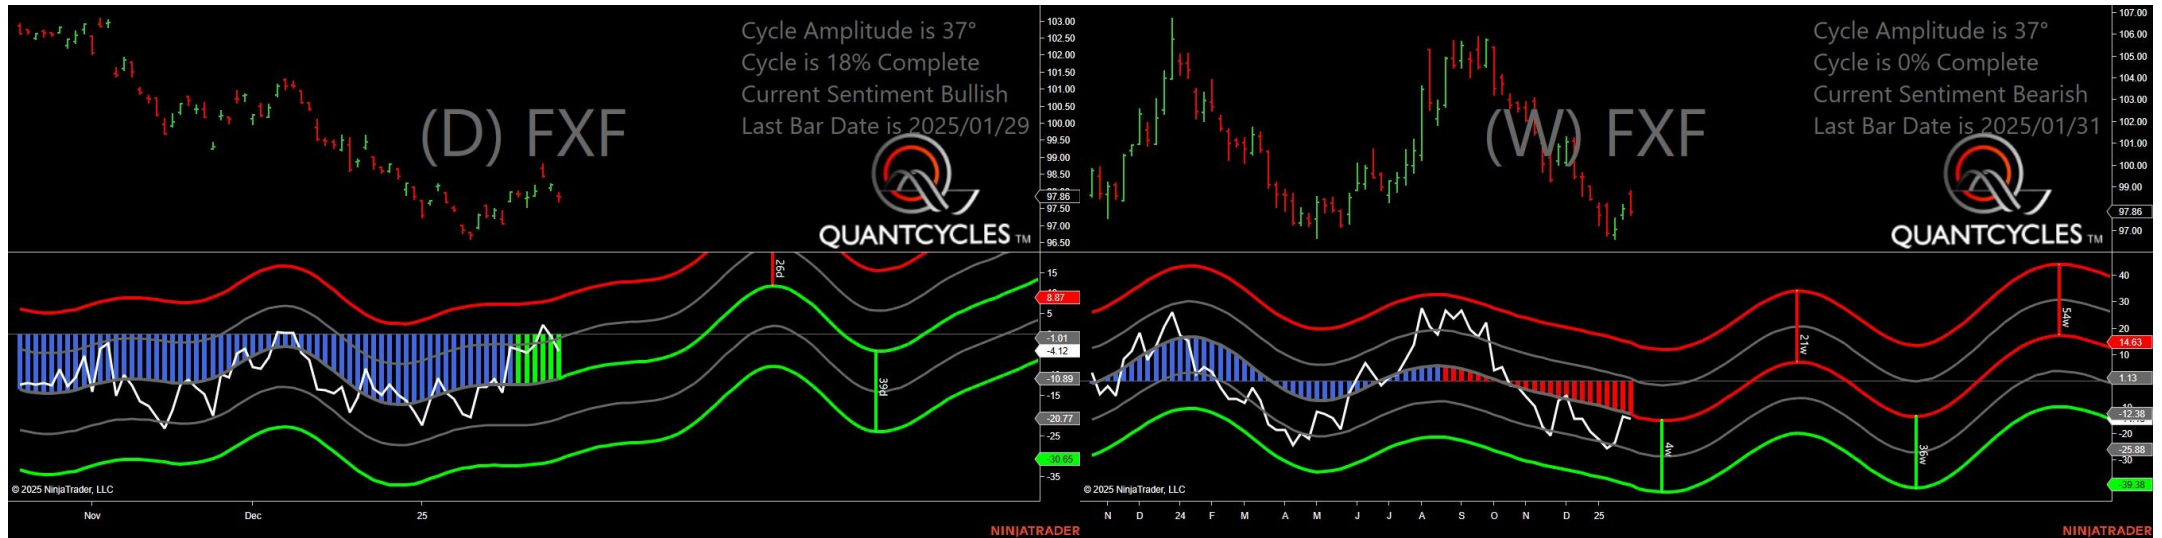 Cycle Amplitude is 37°
Cycle is 18% Complete
Current Sentiment Bullish
Last Bar Date is 2025/01/29
(D) FXF
QUANTCYCLES TM
103.00
102.50
102.00
101.50
101.00
100.50
100.00
99.50
99.00
98.50
97.86
97.50
97.00
96.50
26d
39d
15
8.87
5
-1.01
-4.12
-10.89
-15
-20.77
-25
-30.65
-35
© 2025 NinjaTrader, LLC
Nov
Dec
25
NINJATRADER
Cycle Amplitude is 37°
Cycle is 0% Complete
Current Sentiment Bearish
Last Bar Date is 2025/01/31
(W) FXF
QUANTCYCLES TM
107.00
106.00
105.00
104.00
103.00
102.00
101.00
100.00
99.00
97.86
97.00
4w
21w
36w
54w
40
30
20
14.63
10
1.13
-12.38
-20
-25.88
-30
-39.38
© 2025 NinjaTrader, LLC
N D 24 F M A M J J A S O N D 25
NINJATRADER